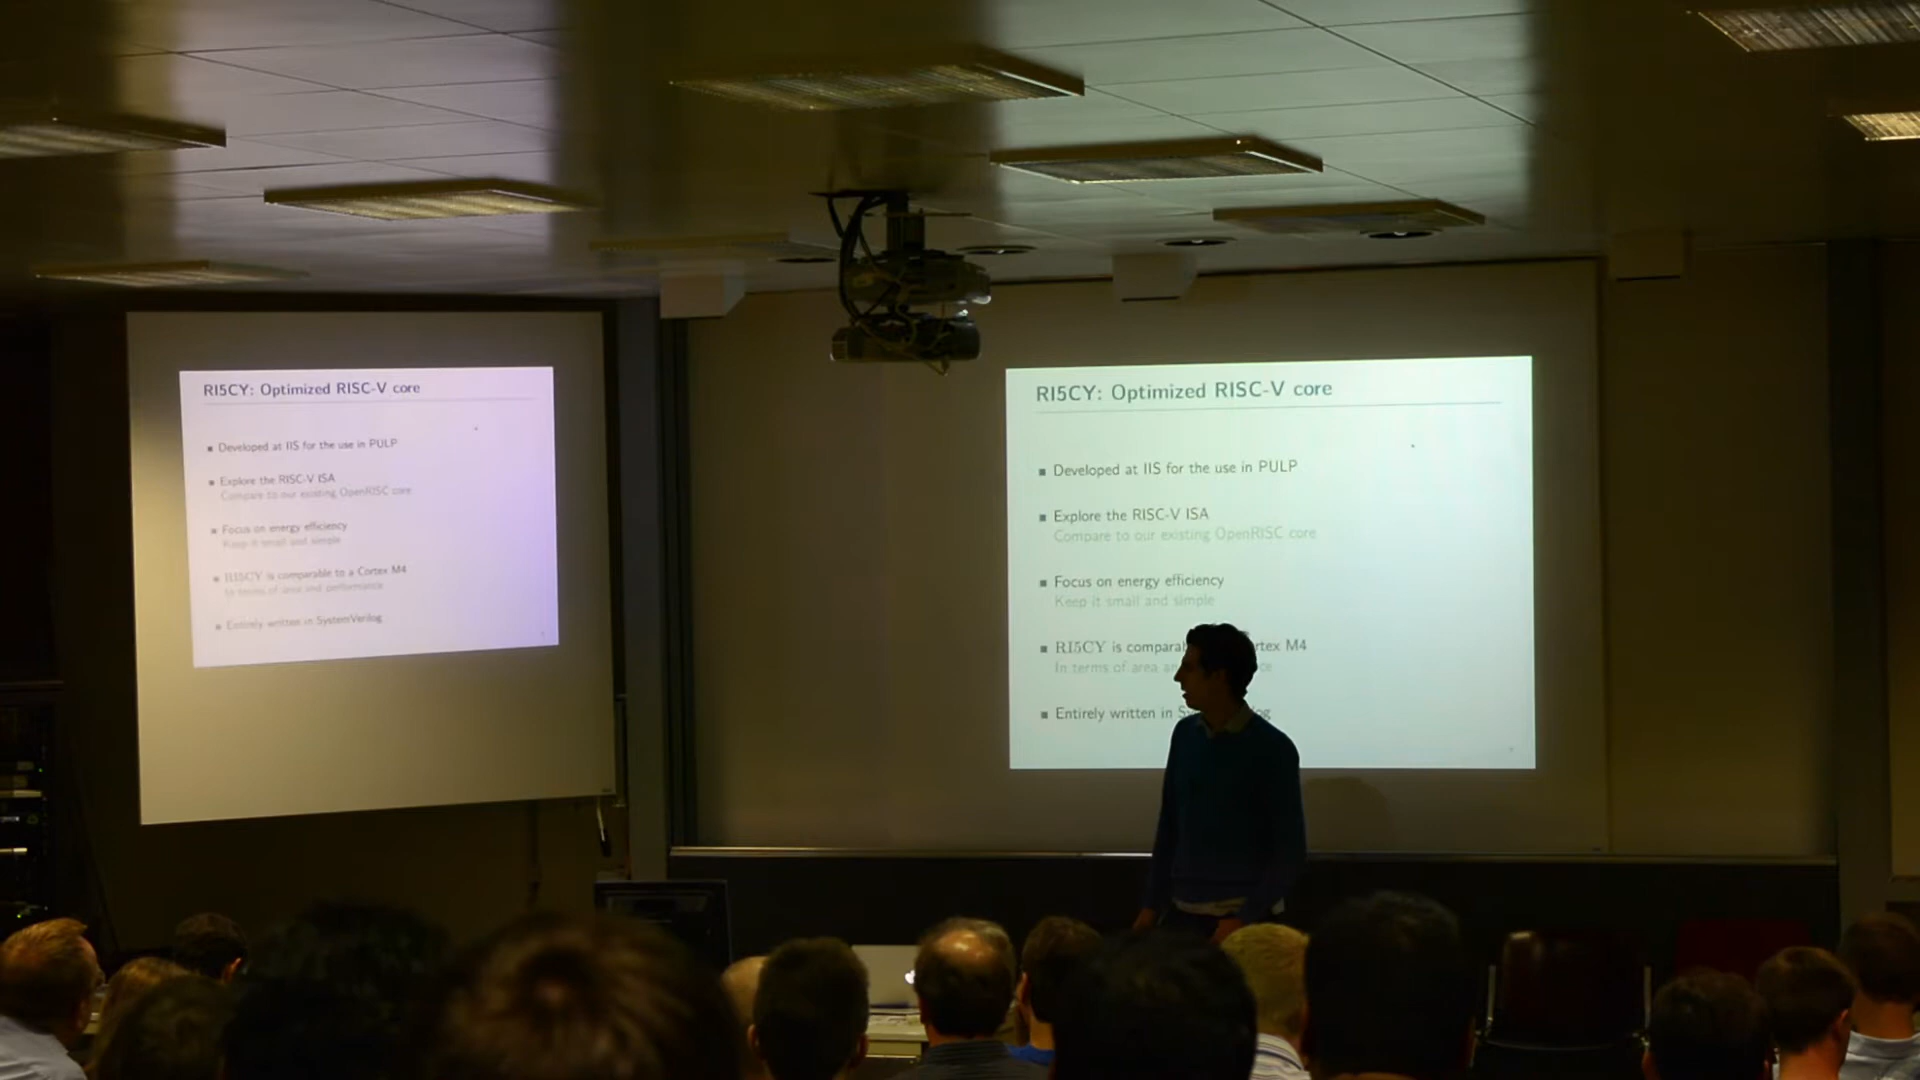 RI5CY: Optimized RISC-V core
Developed at IIS for the use in PULP
Explore the RISC-V ISA
Compare to our existing OpenRISC core
Focus on energy efficiency
Keep it small and simple
RI5CY is comparable to a Cortex M4
In terms of area and performance
Entirely written in SystemVerilog
RI5CY: Optimized RISC-V core
Developed at IIS for the use in PULP
Explore the RISC-V ISA
Compare to our existing OpenRISC core
Focus on energy efficiency
Keep it small and simple
RI5CY is rtex M4
In terms of area
Entirely written in